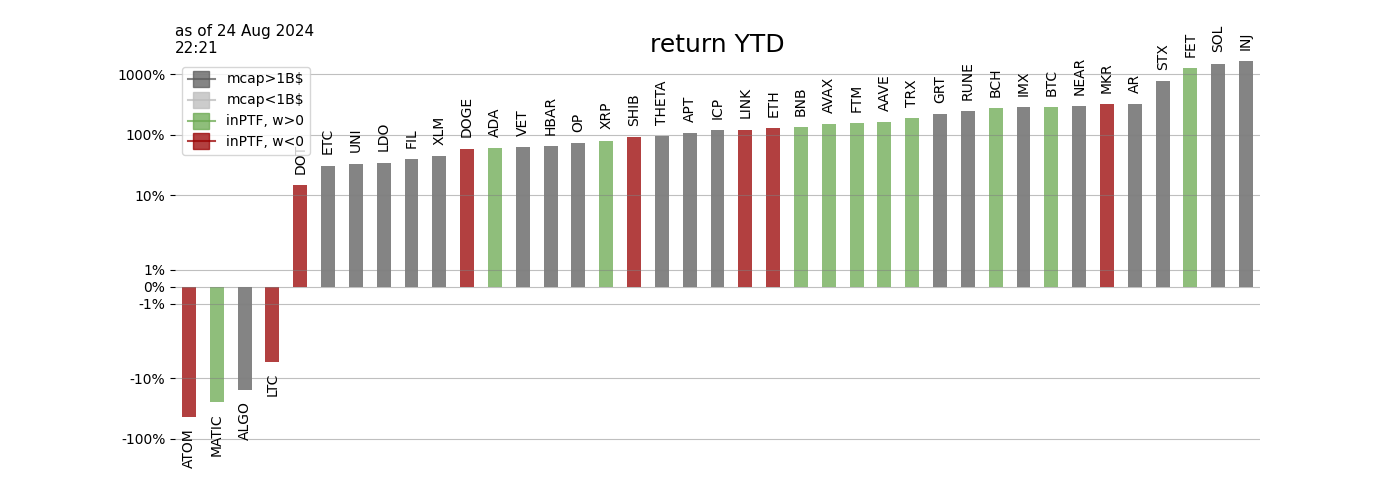 as of 24 Aug 2024
22:21
return YTD
mcap>1B$
mcap<1B$
inPTF, w>0
inPTF, w<0
1000%
100%
10%
1%
0%
-1%
-10%
-100%
ATOM
MATIC
ALGO
LTC
DOT
ETC
UNI
LDO
FIL
XLM
DOGE
ADA
VET
HBAR
OP
XRP
SHIB
THETA
APT
ICP
LINK
ETH
BNB
AVAX
FTM
AAVE
TRX
GRT
RUNE
BCH
IMX
BTC
NEAR
MKR
AR
STX
FET
SOL
INJ